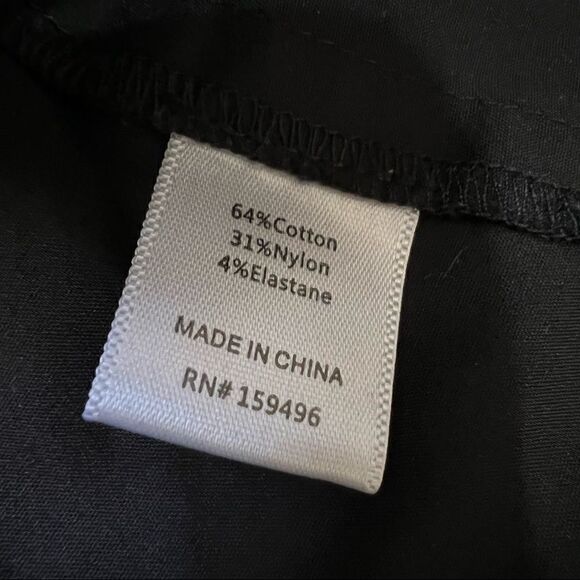 64%Cotton
31%Nylon
4%Elastane
MADE IN CHINA
RN# 159496